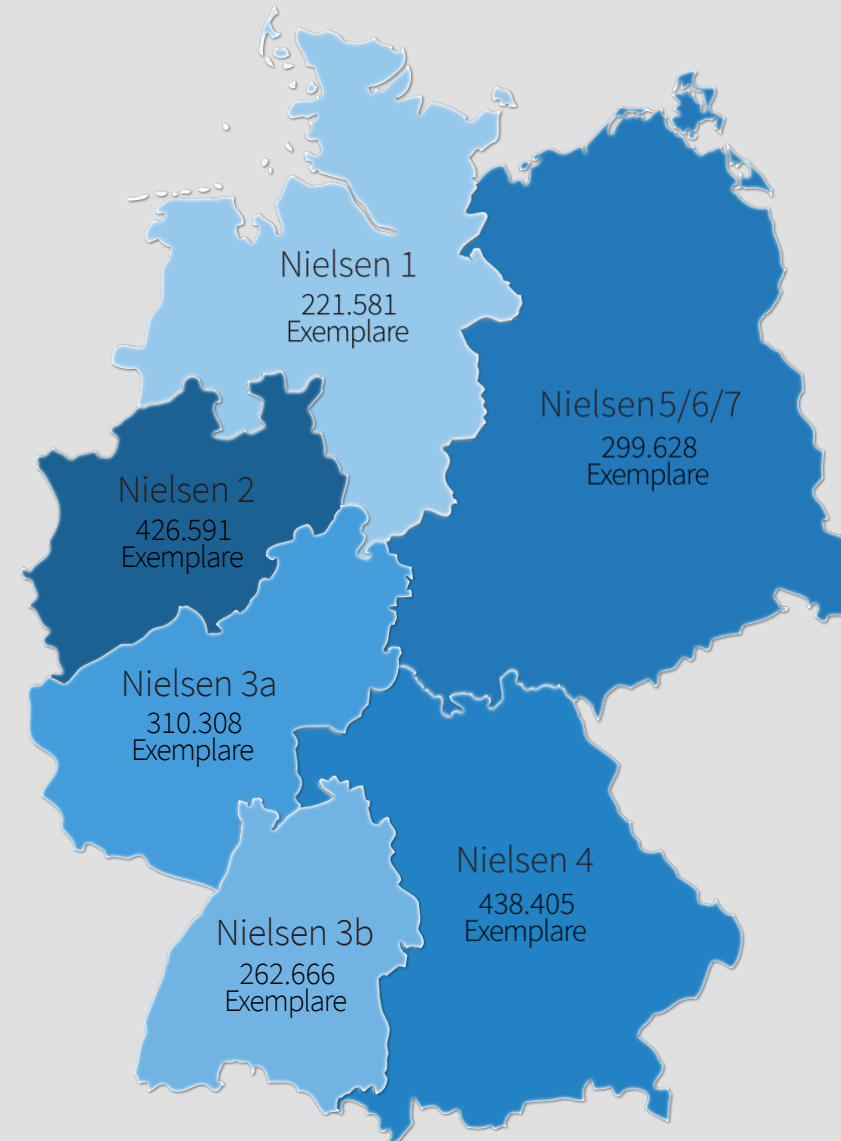 Nielsen 1
221.581
Exemplare
Nielsen 5/6/7
299.628
Exemplare
Nielsen 2
426.591
Exemplare
Nielsen 3a
310.308
Exemplare
Nielsen 4
438.405
Exemplare
Nielsen 3b
262.666
Exemplare